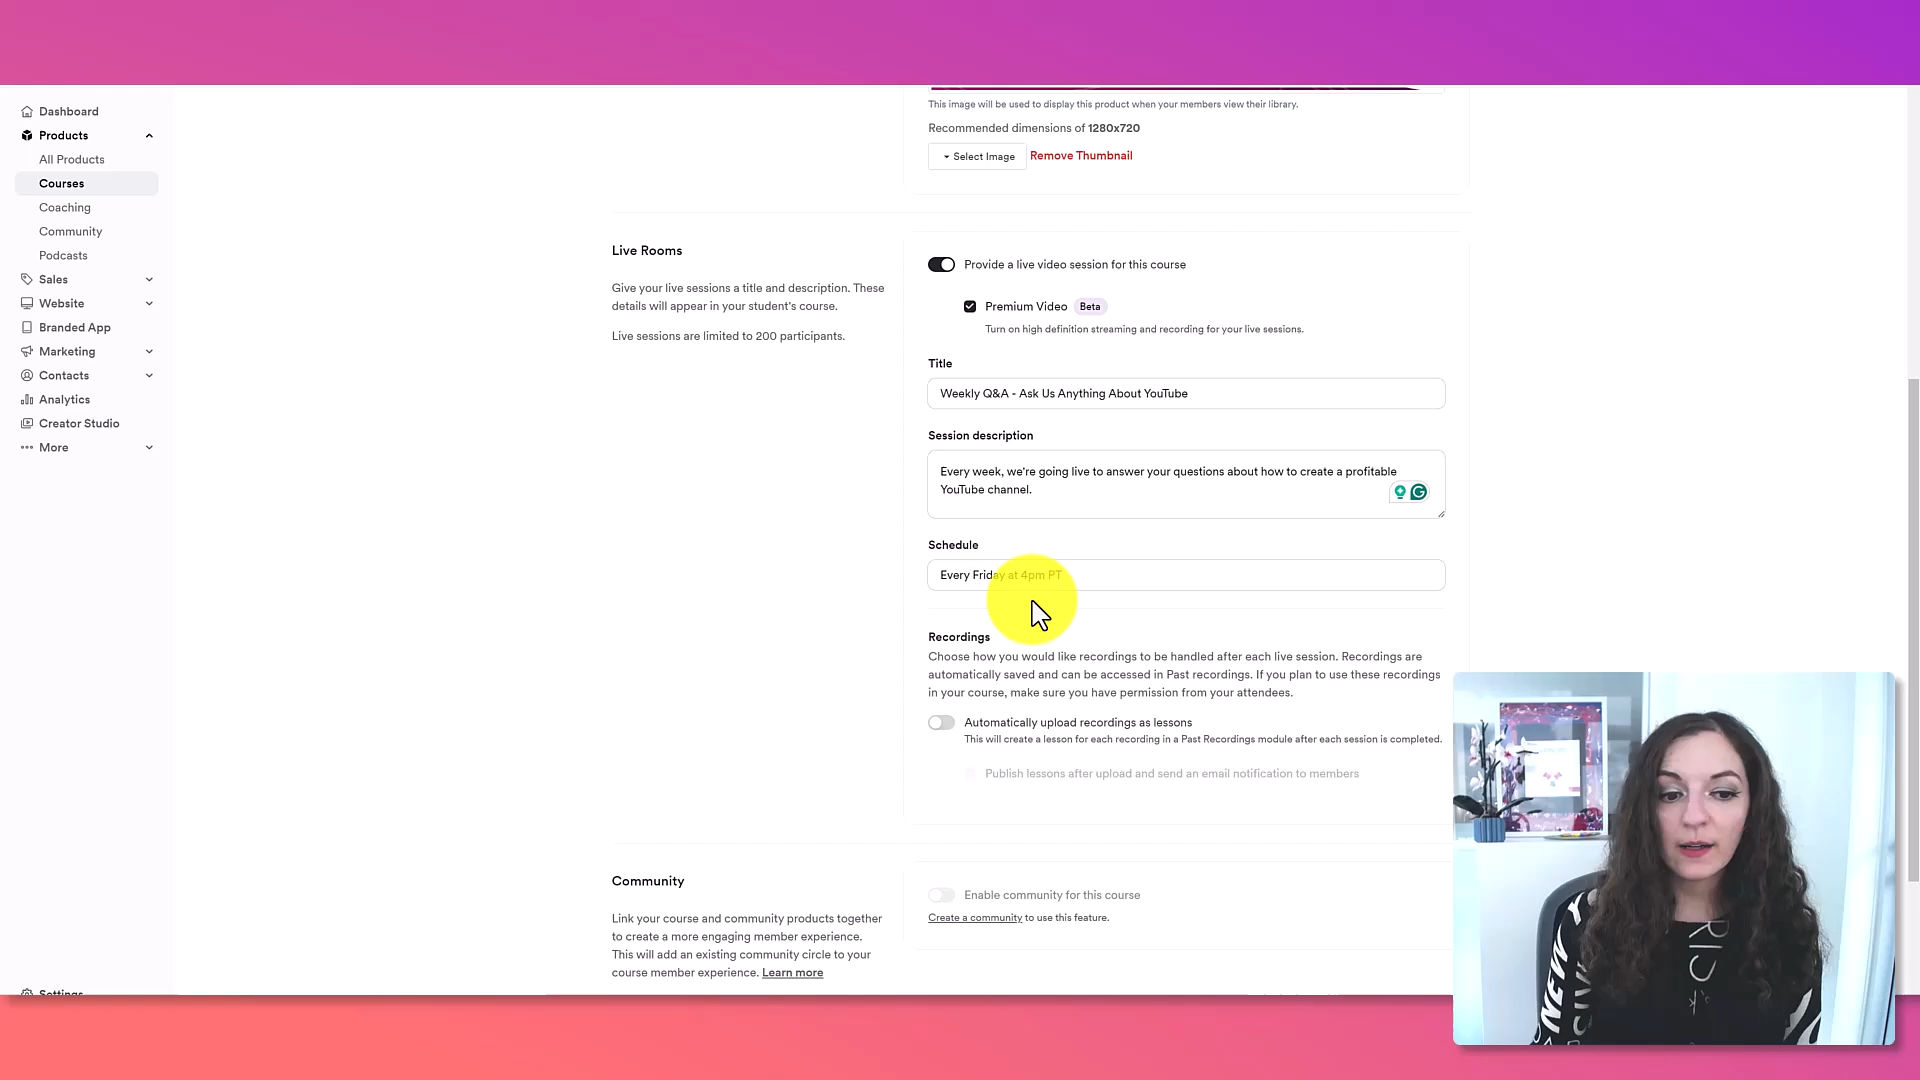 Dashboard
Products
All Products
Courses
Coaching
Community
Podcasts
Sales
Website
Branded App
Marketing
Contacts
Analytics
Creator Studio
More
Settings
This image will be used to display this product when your members view their library.
Recommended dimensions of 1280x720
Select Image Remove Thumbnail
Live Rooms
Give your live sessions a title and description. These
details will appear in your student's course.
Live sessions are limited to 200 participants.
Provide a live video session for this course
Premium Video Beta
Turn on high definition streaming and recording for your live sessions.
Title
Weekly Q&A - Ask Us Anything About YouTube
Session description
Every week, we're going live to answer your questions about how to create a profitable
YouTube channel.
Schedule
Every Friday at 4pm PT
Recordings
Choose how you would like recordings to be handled after each live session. Recordings are
automatically saved and can be accessed in Past recordings. If you plan to use these recordings
in your course, make sure you have permission from your attendees.
Automatically upload recordings as lessons
This will create a lesson for each recording in a Past Recordings module after each session is completed.
Publish lessons after upload and send an email notification to members
Community
Link your course and community products together
to create a more engaging member experience.
This will add an existing community circle to your
course member experience. Learn more
Enable community for this course
Create a community to use this feature.
NEW